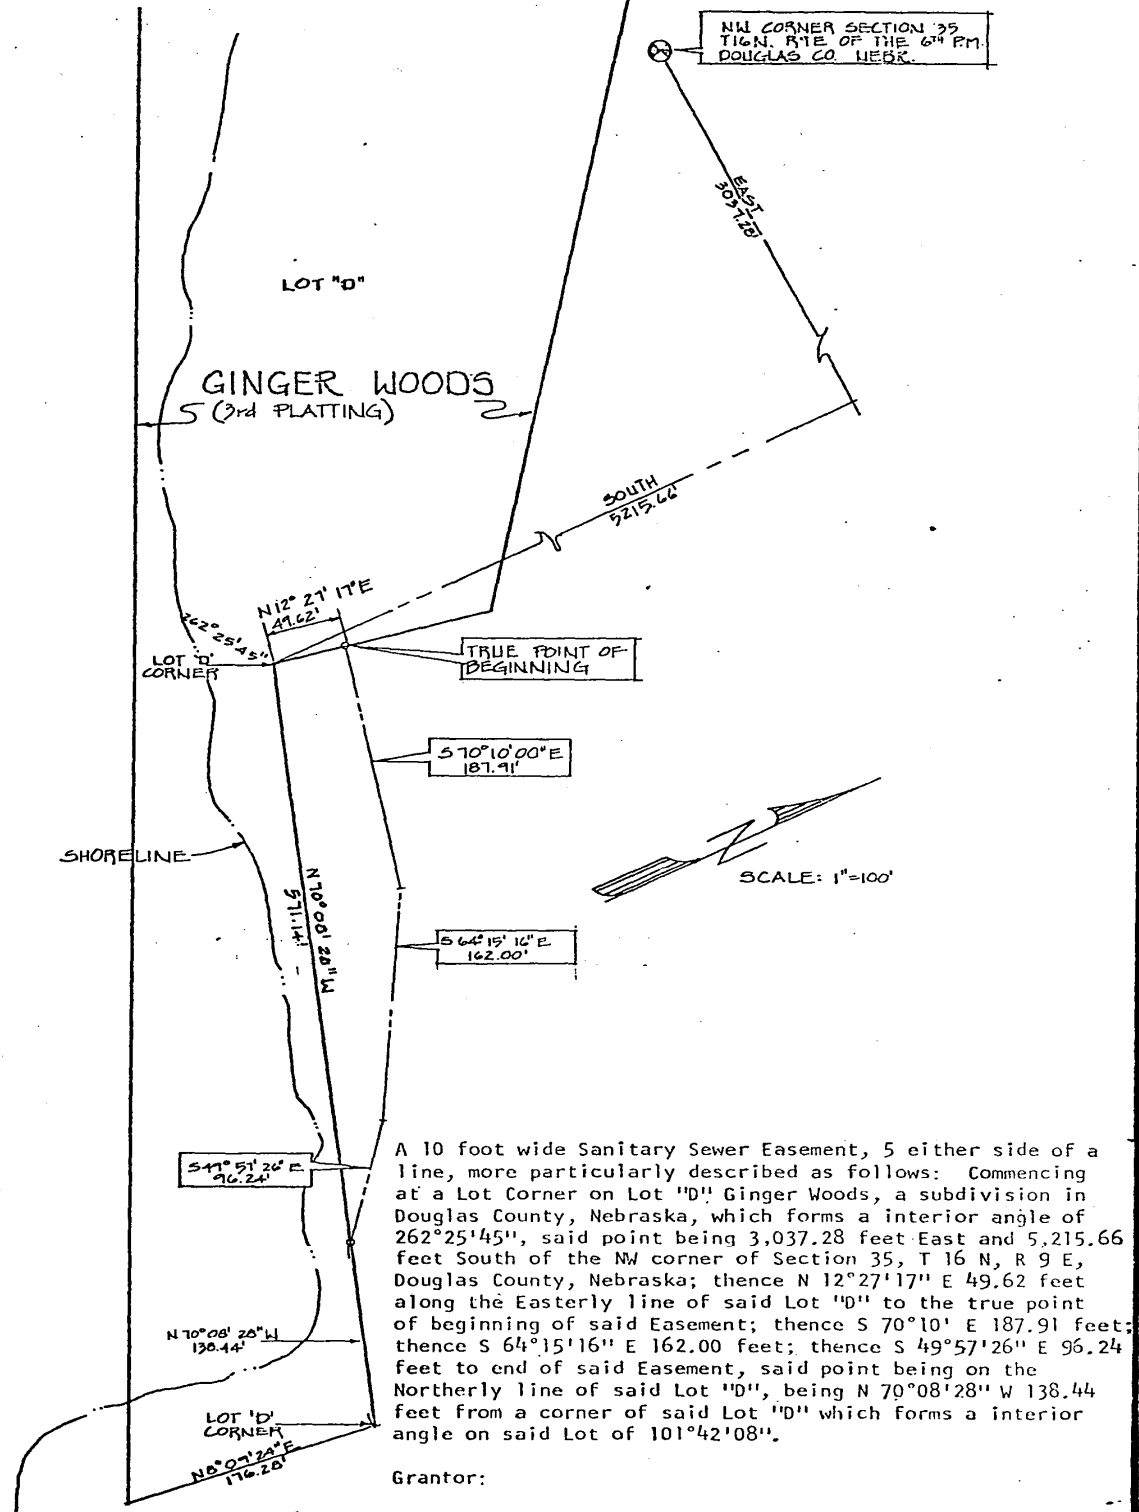 NW CORNER SECTION 35
T16N. R9E OF THE 6TH P.M.
DOUGLAS CO. NEBR.
EAST
3037.28'
LOT "D"
GINGER WOODS
(3rd PLATTING)
SOUTH
5215.66'
N 12° 27' 17" E
49.62'
262° 25' 45"
LOT 'D'
CORNER
TRUE POINT OF
BEGINNING
S 70° 10' 00" E
187.91'
SHORELINE
N
SCALE: 1"=100'
N 70° 08' 28" W
571.14'
S 64° 15' 16" E
162.00'
S 49° 57' 26" E
96.24'
A 10 foot wide Sanitary Sewer Easement, 5 either side of a
line, more particularly described as follows: Commencing
at a Lot Corner on Lot "D" Ginger Woods, a subdivision in
Douglas County, Nebraska, which forms a interior angle of
262°25'45", said point being 3,037.28 feet East and 5,215.66
feet South of the NW corner of Section 35, T 16 N, R 9 E,
Douglas County, Nebraska; thence N 12°27'17" E 49.62 feet
along the Easterly line of said Lot "D" to the true point
of beginning of said Easement; thence S 70°10' E 187.91 feet;
thence S 64°15'16" E 162.00 feet; thence S 49°57'26" E 96.24
feet to end of said Easement, said point being on the
Northerly line of said Lot "D", being N 70°08'28" W 138.44
feet from a corner of said Lot "D" which forms a interior
angle on said Lot of 101°42'08".
N 70° 08' 28" W
138.44'
LOT 'D'
CORNER
N 8° 09' 24" E
176.28'
Grantor: